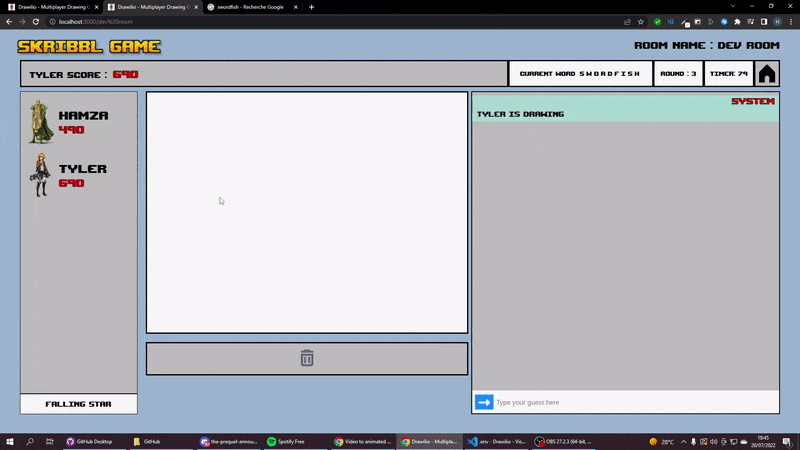 Drawilio - Multiplayer Drawing G
Drawilio - Multiplayer Drawing G
swordfish - Recherche Google
localhost:3000/dev%20room
SKRIBBL GAME
ROOM NAME : DEV ROOM
TYLER SCORE : 690
CURRENT WORD S W O R D F I S H
ROUND : 3
TIMER: 79
HAMZA
490
TYLER
690
SYSTEM
TYLER IS DRAWING
FALLING STAR
Type your guess here
GitHub Desktop
GitHub
the-prequel-annou...
Spotify Free
Video to animated ...
Drawilio - Multipla...
.env - Drawilio - Vis...
OBS 27.2.3 (64-bit, ...
28°C
18:45
20/07/2022